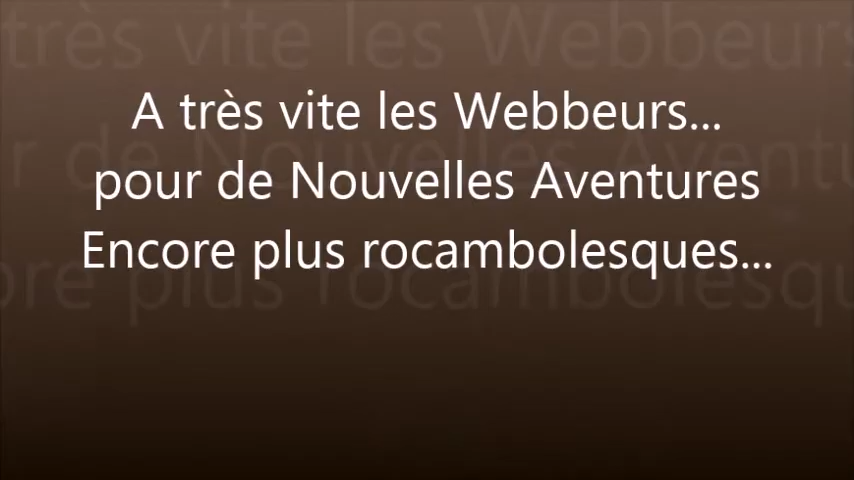 A très vite les Webbeurs...
pour de Nouvelles Aventures
Encore plus rocambolesques...